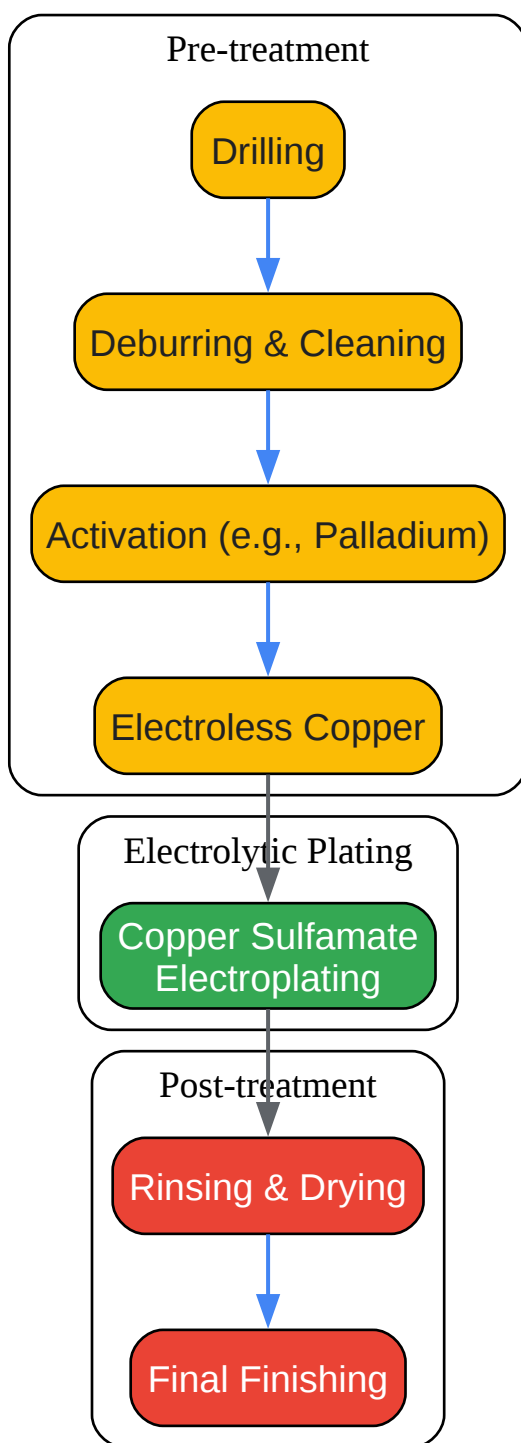 Pre-treatment
Drilling
Deburring & Cleaning
Activation (e.g., Palladium)
Electroless Copper
Electrolytic Plating
Copper Sulfamate
Electroplating
Post-treatment
Rinsing & Drying
Final Finishing